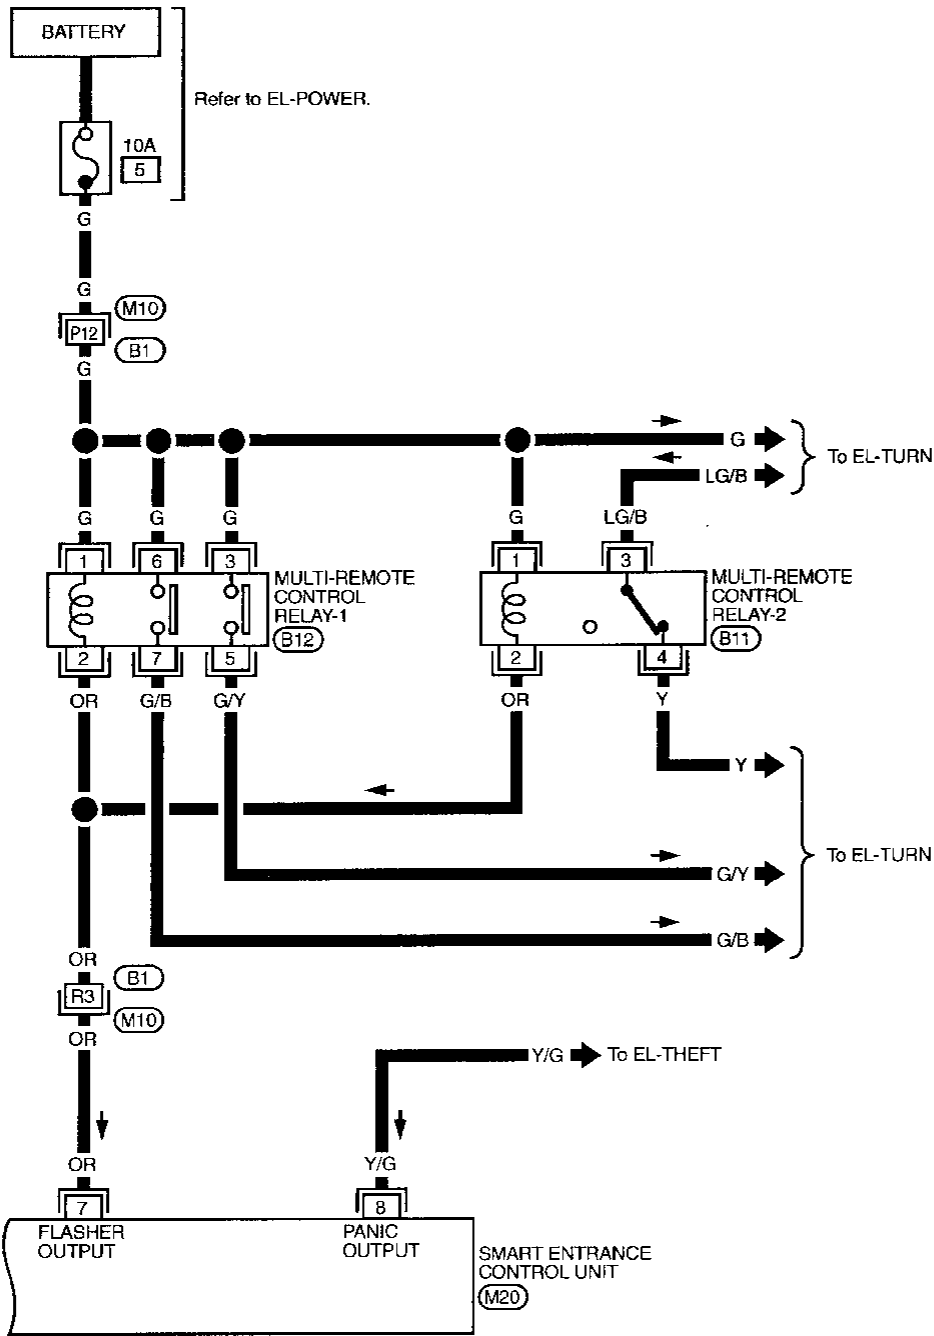 BATTERY
Refer to EL-POWER.
10A
5
G
G
M10
P12
B1
G
G
To EL-TURN
LG/B
G
G
G
G
LG/B
1
6
3
1
3
MULTI-REMOTE
CONTROL
RELAY-1
B12
MULTI-REMOTE
CONTROL
RELAY-2
B11
2
7
5
2
4
OR
G/B
G/Y
OR
Y
Y
To EL-TURN
G/Y
G/B
OR
B1
R3
M10
OR
Y/G
To EL-THEFT
OR
Y/G
7
8
FLASHER
OUTPUT
PANIC
OUTPUT
SMART ENTRANCE
CONTROL UNIT
M20